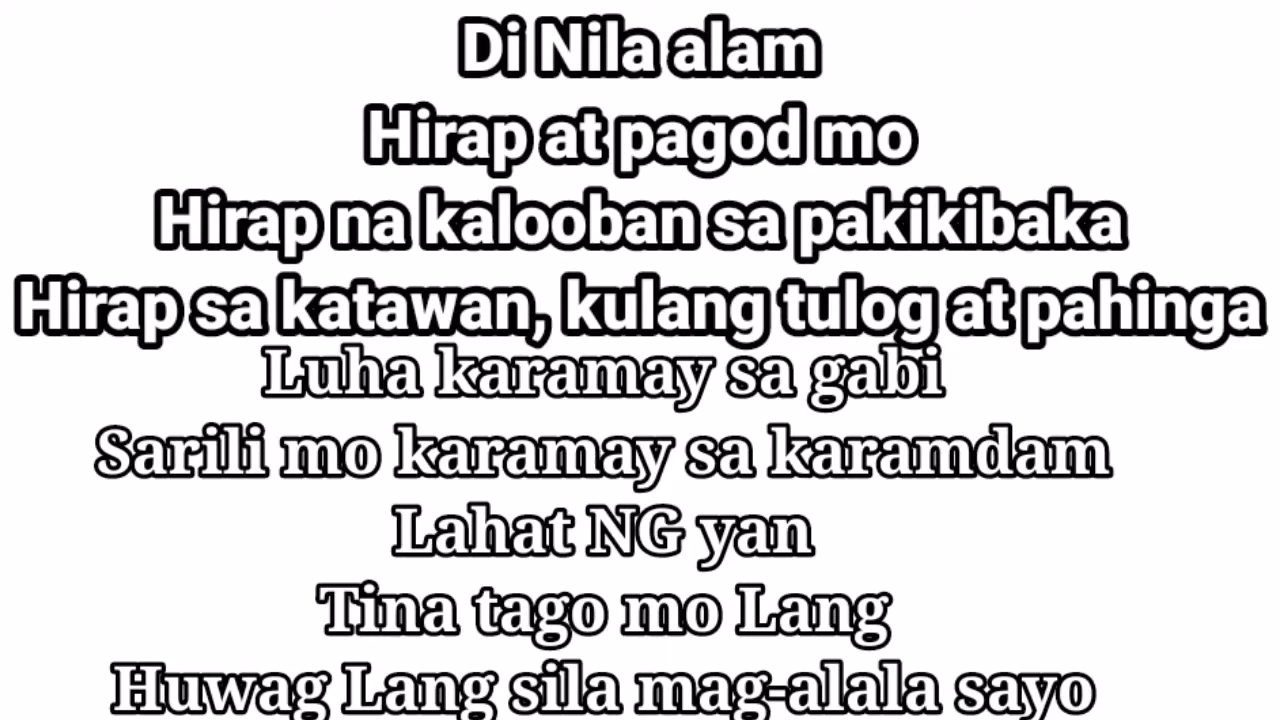 Di Nila alam
Hirap at pagod mo
Hirap na kalooban sa pakikibaka
Hirap sa katawan, kulang tulog at pahinga
Luha karamay sa gabi
Sarili mo karamay sa karamdam
Lahat NG yan
Tina tago mo Lang
Huwag Lang sila mag-alala sayo